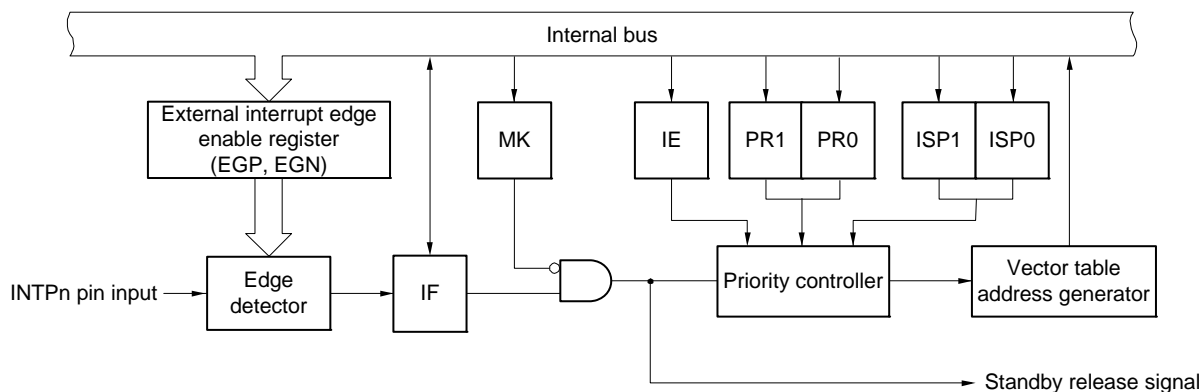 Internal bus
External interrupt edge
enable register
(EGP, EGN)
MK
IE
PR1
PR0
ISP1
ISP0
INTPn pin input
Edge
detector
IF
Priority controller
Vector table
address generator
Standby release signal